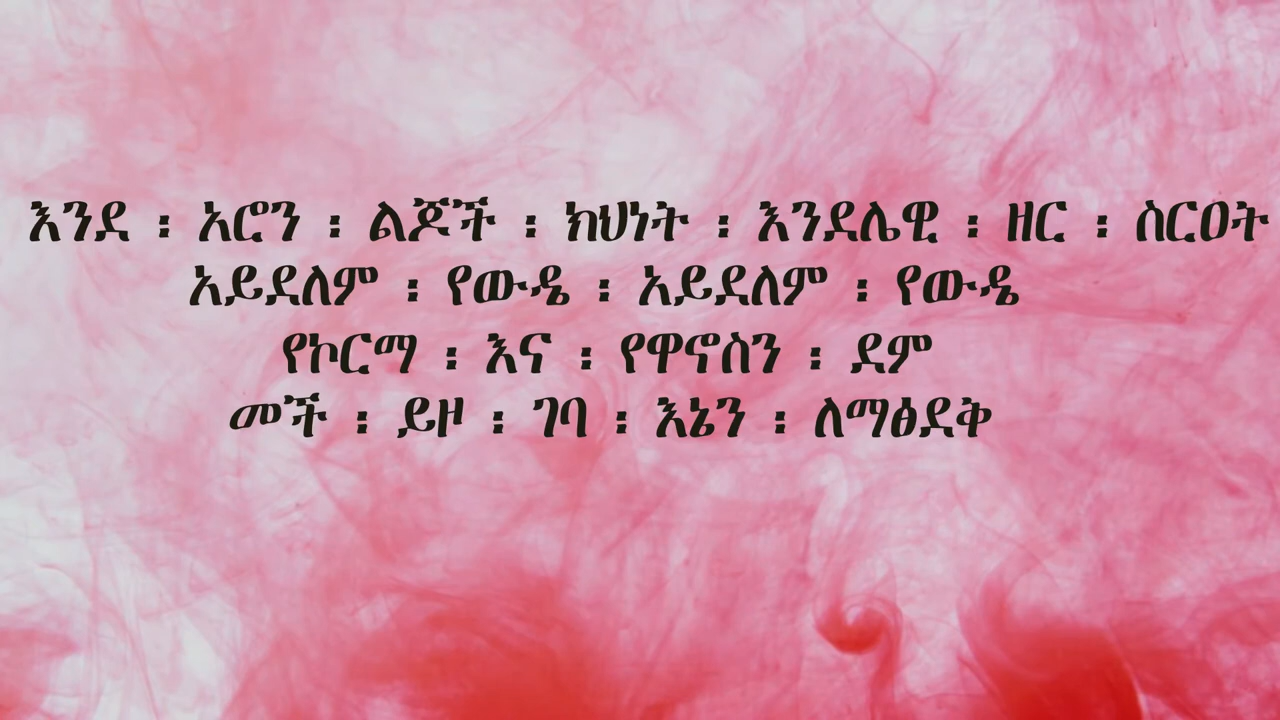 እንደ ፡ አሮን ፡ ልጆች ፡ ክህነት ፡ እንደሌዊ ፡ ዘር ፡ ስርዐት
አይደለም ፡ የውዴ ፡ አይደለም ፡ የውዴ
የኮርማ ፡ እና ፡ የዋኖስን ፡ ደም
መች ፡ ይዞ ፡ ገባ ፡ እኔን ፡ ለማፅደቅ